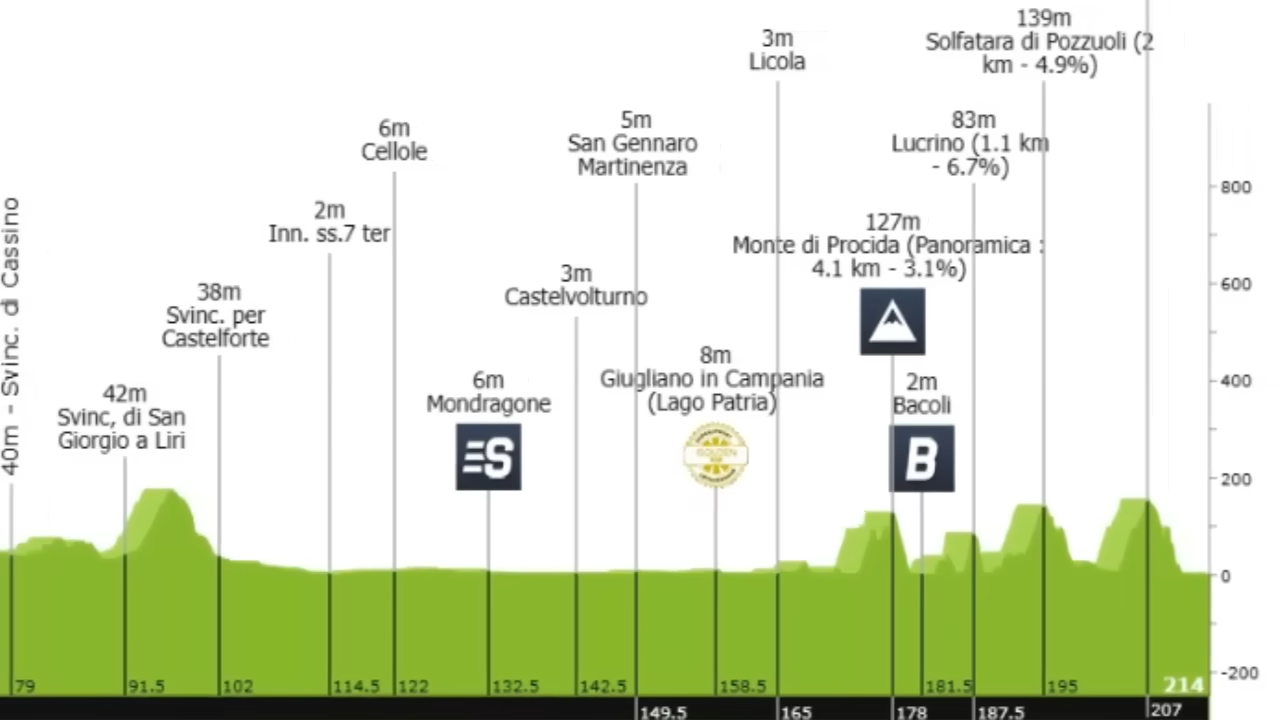 139m
Solfatara di Pozzuoli (2
km - 4.9%)
3m
Licola
5m
San Gennaro
Martinenza
83m
Lucrino (1.1 km
- 6.7%)
6m
Cellole
800
40m - Svinc. di Cassino
2m
Inn. ss.7 ter
127m
Monte di Procida (Panoramica :
4.1 km - 3.1%)
3m
Castelvolturno
38m
Svinc. per
Castelforte
600
8m
Giugliano in Campania
(Lago Patria)
6m
Mondragone
2m
Bacoli
400
42m
Svinc, di San
Giorgio a Liri
S
GOLDEN
B
200
0
-200
79
91.5
102
114.5
122
132.5
142.5
158.5
181.5
195
214
149.5
165
178
187.5
207